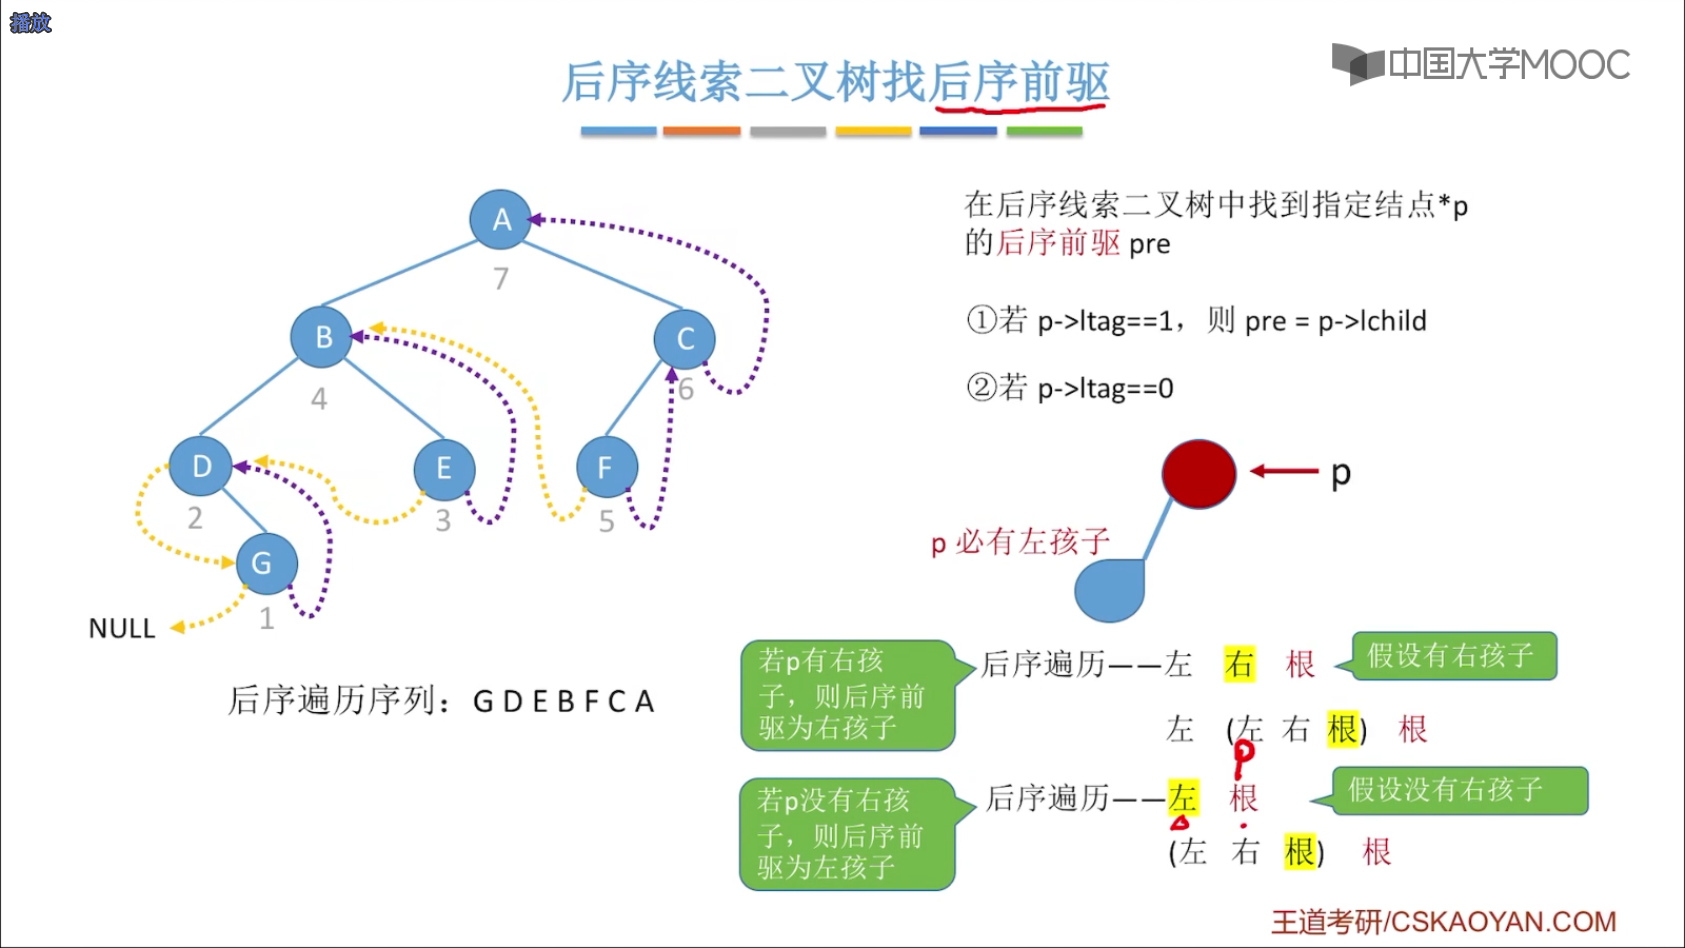 播放
中国大学MOOC
后序线索二叉树找后序前驱
在后序线索二叉树中找到指定结点*p
的后序前驱 pre
①若 p->ltag==1，则 pre = p->lchild
②若 p->ltag==0
A
7
B
4
C
6
D
2
E
3
F
5
G
1
NULL
后序遍历序列：G D E B F C A
p
p 必有左孩子
若p有右孩
子，则后序前
驱为右孩子
后序遍历——左 右 根
假设有右孩子
左 (左 右 根) 根
p
若p没有右孩
子，则后序前
驱为左孩子
后序遍历——左 根
假设没有右孩子
(左 右 根) 根
王道考研/CSKAOYAN.COM